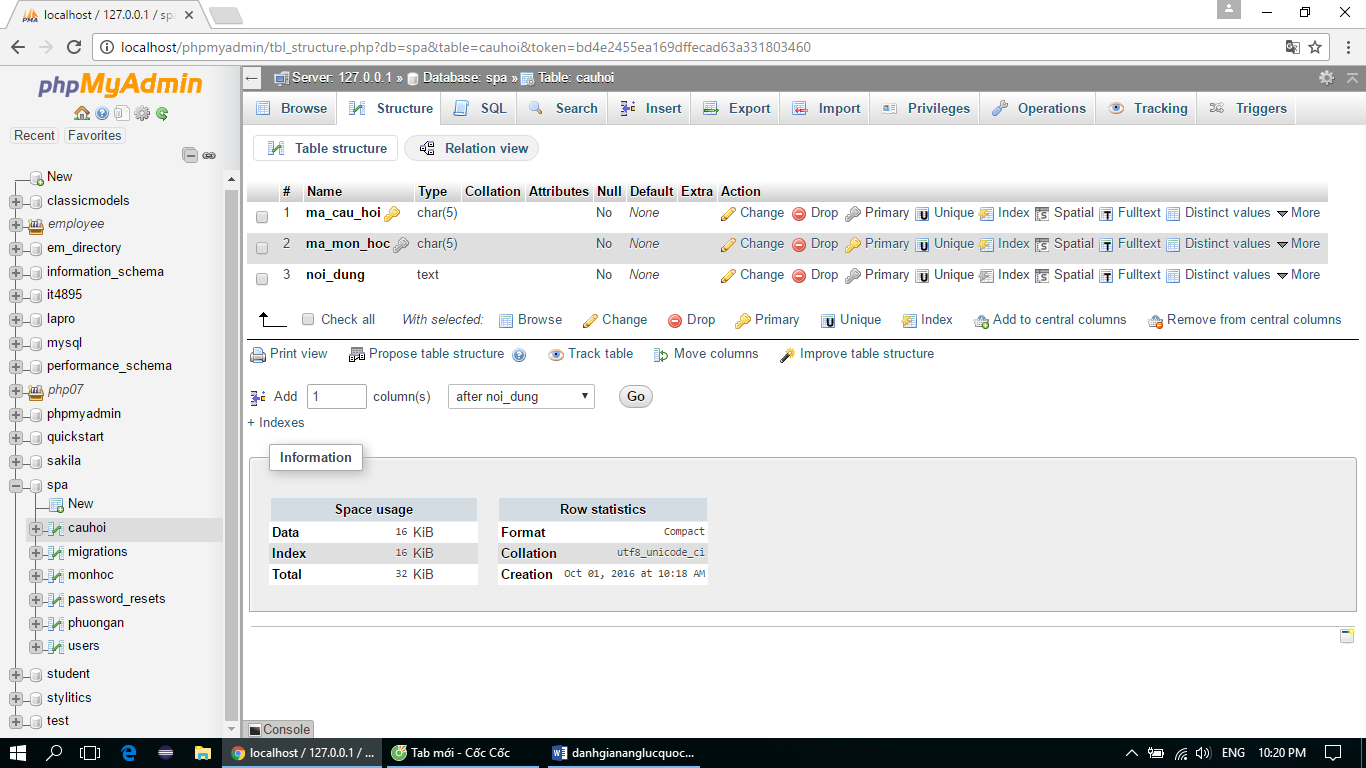 localhost / 127.0.0.1 / spa
localhost/phpmyadmin/tbl_structure.php?db=spa&table=cauhoi&token=bd4e2455ea169dffecad63a331803460
phpMyAdmin
Recent Favorites
New
classicmodels
employee
em_directory
information_schema
it4895
lapro
mysql
performance_schema
php07
phpmyadmin
quickstart
sakila
spa
New
cauhoi
migrations
monhoc
password_resets
phuongan
users
student
stylitics
test
Server: 127.0.0.1 » Database: spa » Table: cauhoi
Browse Structure SQL Search Insert Export Import Privileges Operations Tracking Triggers
Table structure Relation view
# Name Type Collation Attributes Null Default Extra Action
1 ma_cau_hoi char(5) No None Change Drop Primary Unique Index Spatial Fulltext Distinct values More
2 ma_mon_hoc char(5) No None Change Drop Primary Unique Index Spatial Fulltext Distinct values More
3 noi_dung text No None Change Drop Primary Unique Index Spatial Fulltext Distinct values More
Check all With selected: Browse Change Drop Primary Unique Index Add to central columns Remove from central columns
Print view Propose table structure Track table Move columns Improve table structure
Add 1 column(s) after noi_dung Go
+ Indexes
Information
Space usage
Data 16 KiB
Index 16 KiB
Total 32 KiB
Row statistics
Format Compact
Collation utf8_unicode_ci
Creation Oct 01, 2016 at 10:18 AM
Console
localhost / 127.0.0.1 / ... Tab mới - Cốc Cốc danhgianangluc​quoc... ENG 10:20 PM